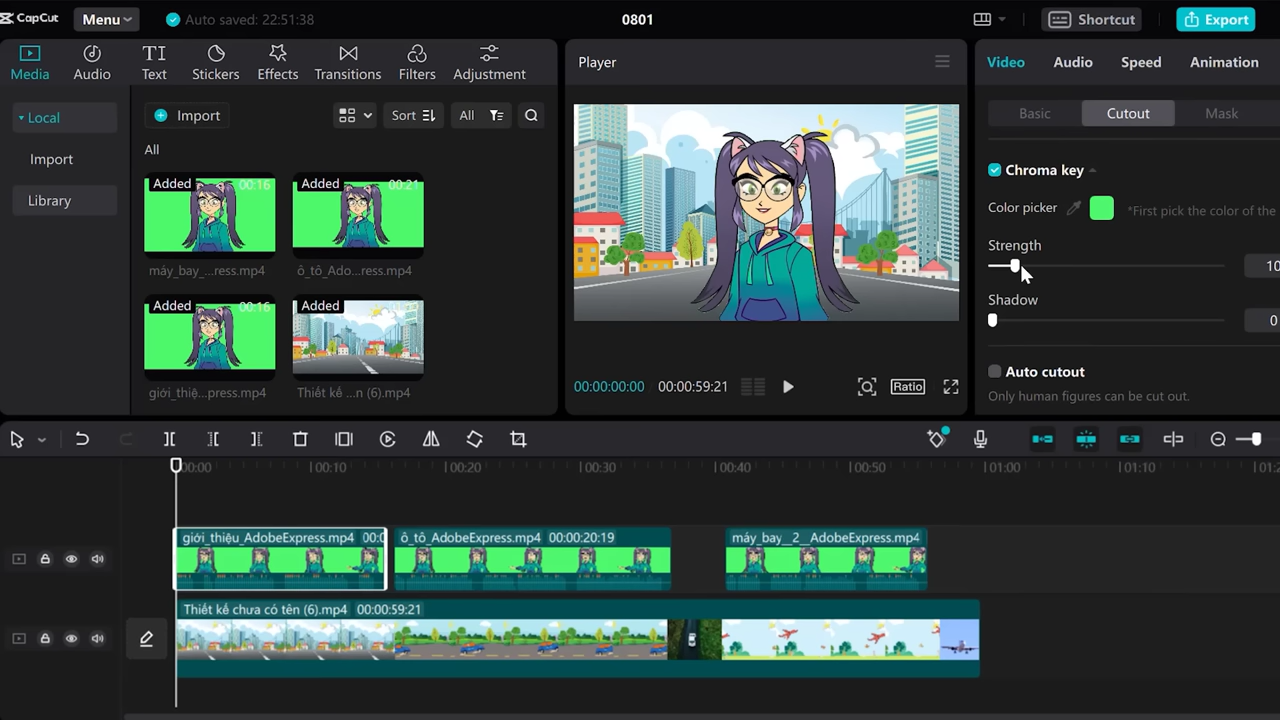 CapCut
Menu
Auto saved: 22:51:38
0801
Shortcut
Export
Media
Audio
Text
Stickers
Effects
Transitions
Filters
Adjustment
Local
Import
Library
Import
Sort
All
All
Added
00:16
máy_bay_...ress.mp4
Added
00:21
ô_tô_Ado...ress.mp4
Added
00:16
giới_thiệ...press.mp4
Added
Thiết kế ...n (6).mp4
Player
00:00:00:00
00:00:59:21
Ratio
Video
Audio
Speed
Animation
Basic
Cutout
Mask
Chroma key
Color picker
*First pick the color of the
Strength
10
Shadow
0
Auto cutout
Only human figures can be cut out.
00:00
00:10
00:20
00:30
00:40
00:50
01:00
01:10
giới_thiệu_AdobeExpress.mp4
ô_tô_AdobeExpress.mp4 00:00:20:19
máy_bay__2__AdobeExpress.mp4
Thiết kế chưa có tên (6).mp4 00:00:59:21